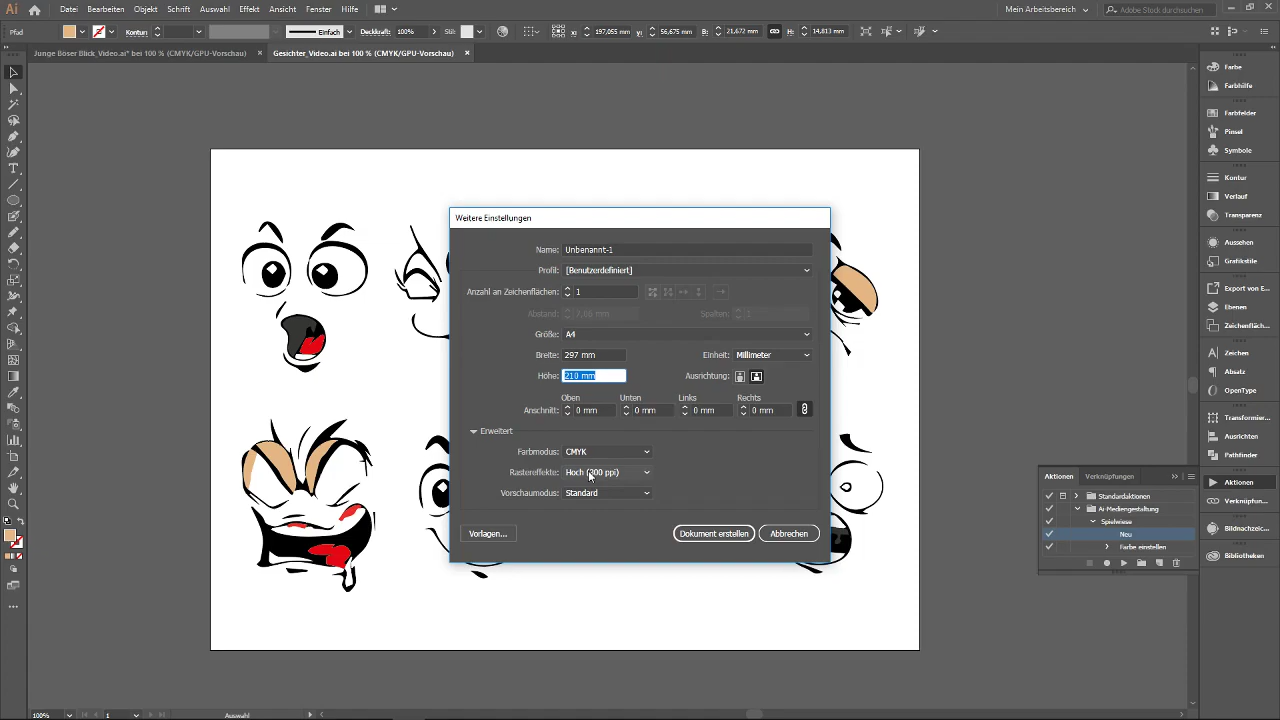 Ai Datei Bearbeiten Objekt Schrift Auswahl Effekt Ansicht Fenster Hilfe Mein Arbeitsbereich Adobe Stock durchsuchen
Pfad Kontur: Einfach Deckkraft: 100% Stil: 197,055 mm 56,675 mm B: 21,672 mm H: 14,813 mm
Junge Böser Blick_Video.ai* bei 100 % (CMYK/GPU-Vorschau) × Gesichter_Video.ai bei 100 % (CMYK/GPU-Vorschau) ×
Farbe
Farbhilfe
Farbfelder
Pinsel
Symbole
Kontur
Verlauf
Transparenz
Aussehen
Grafikstile
Export von E...
Ebenen
Zeichenfläch...
Zeichen
Absatz
OpenType
Transformier...
Ausrichten
Pathfinder
Aktionen
Verknüpfun...
Bildnachzeic...
Bibliotheken
Weitere Einstellungen
Name: Unbenannt-1
Profil: [Benutzerdefiniert]
Anzahl an Zeichenflächen: 1
Abstand: 7,06 mm Spalten: 1
Größe: A4
Breite: 297 mm Einheit: Millimeter
Höhe: 210 mm Ausrichtung:
Oben Unten Links Rechts
Anschnitt: 0 mm 0 mm 0 mm 0 mm
Erweitert
Farbmodus: CMYK
Rastereffekte: Hoch (300 ppi)
Vorschaumodus: Standard
Vorlagen... Dokument erstellen Abbrechen
Aktionen Verknüpfungen
Standardaktionen
Ai-Mediengestaltung
Spielwiese
Neu
Farbe einstellen
100% 1 Auswahl